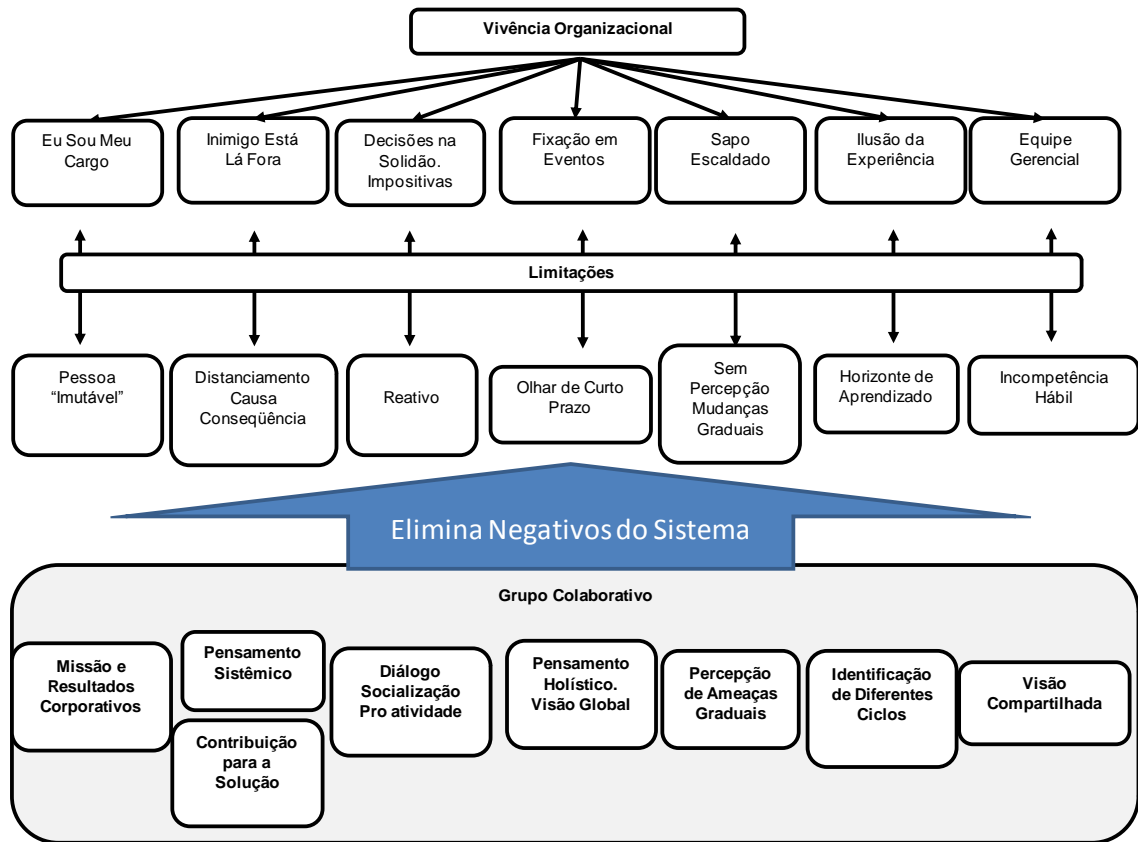 Vivência Organizacional
Eu Sou Meu
Cargo
Inimigo Está
Lá Fora
Decisões na
Solidão.
Impositivas
Fixação em
Eventos
Sapo
Escaldado
Ilusão da
Experiência
Equipe
Gerencial
Limitações
Pessoa
“Imutável”
Distanciamento
Causa
Conseqüência
Reativo
Olhar de Curto
Prazo
Sem
Percepção
Mudanças
Graduais
Horizonte de
Aprendizado
Incompetência
Hábil
Elimina Negativos do Sistema
Grupo Colaborativo
Missão e
Resultados
Corporativos
Pensamento
Sistêmico
Contribuição
para a
Solução
Diálogo
Socialização
Pro atividade
Pensamento
Holístico.
Visão Global
Percepção
de Ameaças
Graduais
Identificação
de Diferentes
Ciclos
Visão
Compartilhada